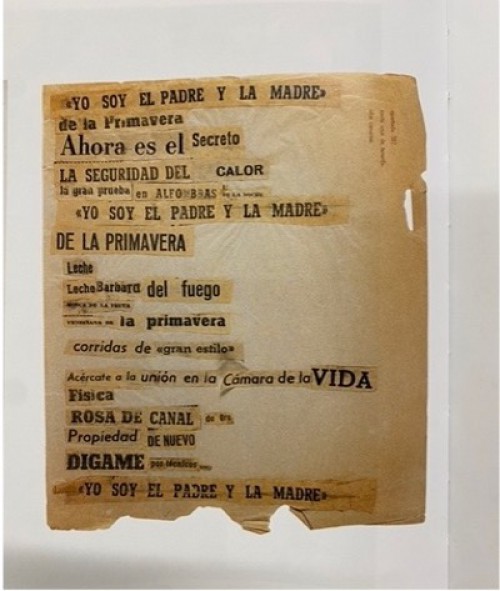 «YO SOY EL PADRE Y LA MADRE»
de la Primavera
Ahora es el Secreto
LA SEGURIDAD DEL CALOR
la gran prueba en ALFOMBRAS
«YO SOY EL PADRE Y LA MADRE»
DE LA PRIMAVERA
Leche
Leche Barbara del fuego
la primavera
corridas de «gran estilo»
Acércate a la unión en la Cámara de la VIDA
Física
ROSA DE CANAL
Propiedad DE NUEVO
DIGAME
«YO SOY EL PADRE Y LA MADRE»